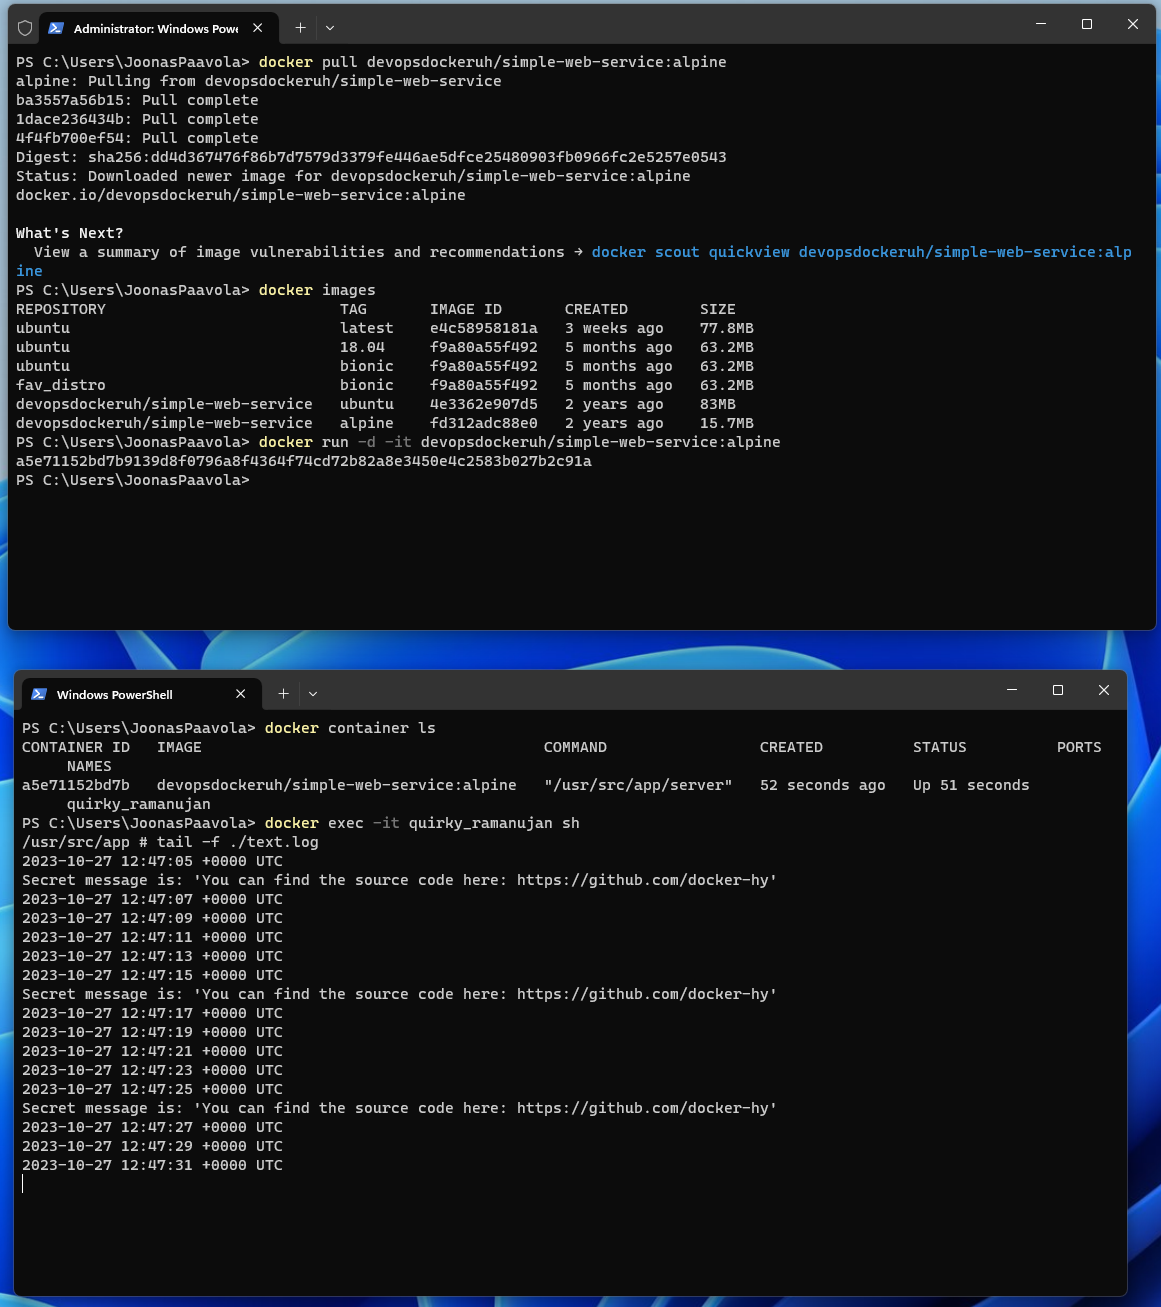 Administrator: Windows Powe
PS C:\Users\JoonasPaavola> docker pull devopsdockeruh/simple-web-service:alpine
alpine: Pulling from devopsdockeruh/simple-web-service
ba3557a56b15: Pull complete
1dace236434b: Pull complete
4f4fb700ef54: Pull complete
Digest: sha256:dd4d367476f86b7d7579d3379fe446ae5dfce25480903fb0966fc2e5257e0543
Status: Downloaded newer image for devopsdockeruh/simple-web-service:alpine
docker.io/devopsdockeruh/simple-web-service:alpine
What's Next?
View a summary of image vulnerabilities and recommendations → docker scout quickview devopsdockeruh/simple-web-service:alp
ine
PS C:\Users\JoonasPaavola> docker images
REPOSITORY TAG IMAGE ID CREATED SIZE
ubuntu latest e4c58958181a 3 weeks ago 77.8MB
ubuntu 18.04 f9a80a55f492 5 months ago 63.2MB
ubuntu bionic f9a80a55f492 5 months ago 63.2MB
fav_distro bionic f9a80a55f492 5 months ago 63.2MB
devopsdockeruh/simple-web-service ubuntu 4e3362e907d5 2 years ago 83MB
devopsdockeruh/simple-web-service alpine fd312adc88e0 2 years ago 15.7MB
PS C:\Users\JoonasPaavola> docker run -d -it devopsdockeruh/simple-web-service:alpine
a5e71152bd7b9139d8f0796a8f4364f74cd72b82a8e3450e4c2583b027b2c91a
PS C:\Users\JoonasPaavola>
Windows PowerShell
PS C:\Users\JoonasPaavola> docker container ls
CONTAINER ID IMAGE COMMAND CREATED STATUS PORTS
NAMES
a5e71152bd7b devopsdockeruh/simple-web-service:alpine "/usr/src/app/server" 52 seconds ago Up 51 seconds
quirky_ramanujan
PS C:\Users\JoonasPaavola> docker exec -it quirky_ramanujan sh
/usr/src/app # tail -f ./text.log
2023-10-27 12:47:05 +0000 UTC
Secret message is: 'You can find the source code here: https://github.com/docker-hy'
2023-10-27 12:47:07 +0000 UTC
2023-10-27 12:47:09 +0000 UTC
2023-10-27 12:47:11 +0000 UTC
2023-10-27 12:47:13 +0000 UTC
2023-10-27 12:47:15 +0000 UTC
Secret message is: 'You can find the source code here: https://github.com/docker-hy'
2023-10-27 12:47:17 +0000 UTC
2023-10-27 12:47:19 +0000 UTC
2023-10-27 12:47:21 +0000 UTC
2023-10-27 12:47:23 +0000 UTC
2023-10-27 12:47:25 +0000 UTC
Secret message is: 'You can find the source code here: https://github.com/docker-hy'
2023-10-27 12:47:27 +0000 UTC
2023-10-27 12:47:29 +0000 UTC
2023-10-27 12:47:31 +0000 UTC